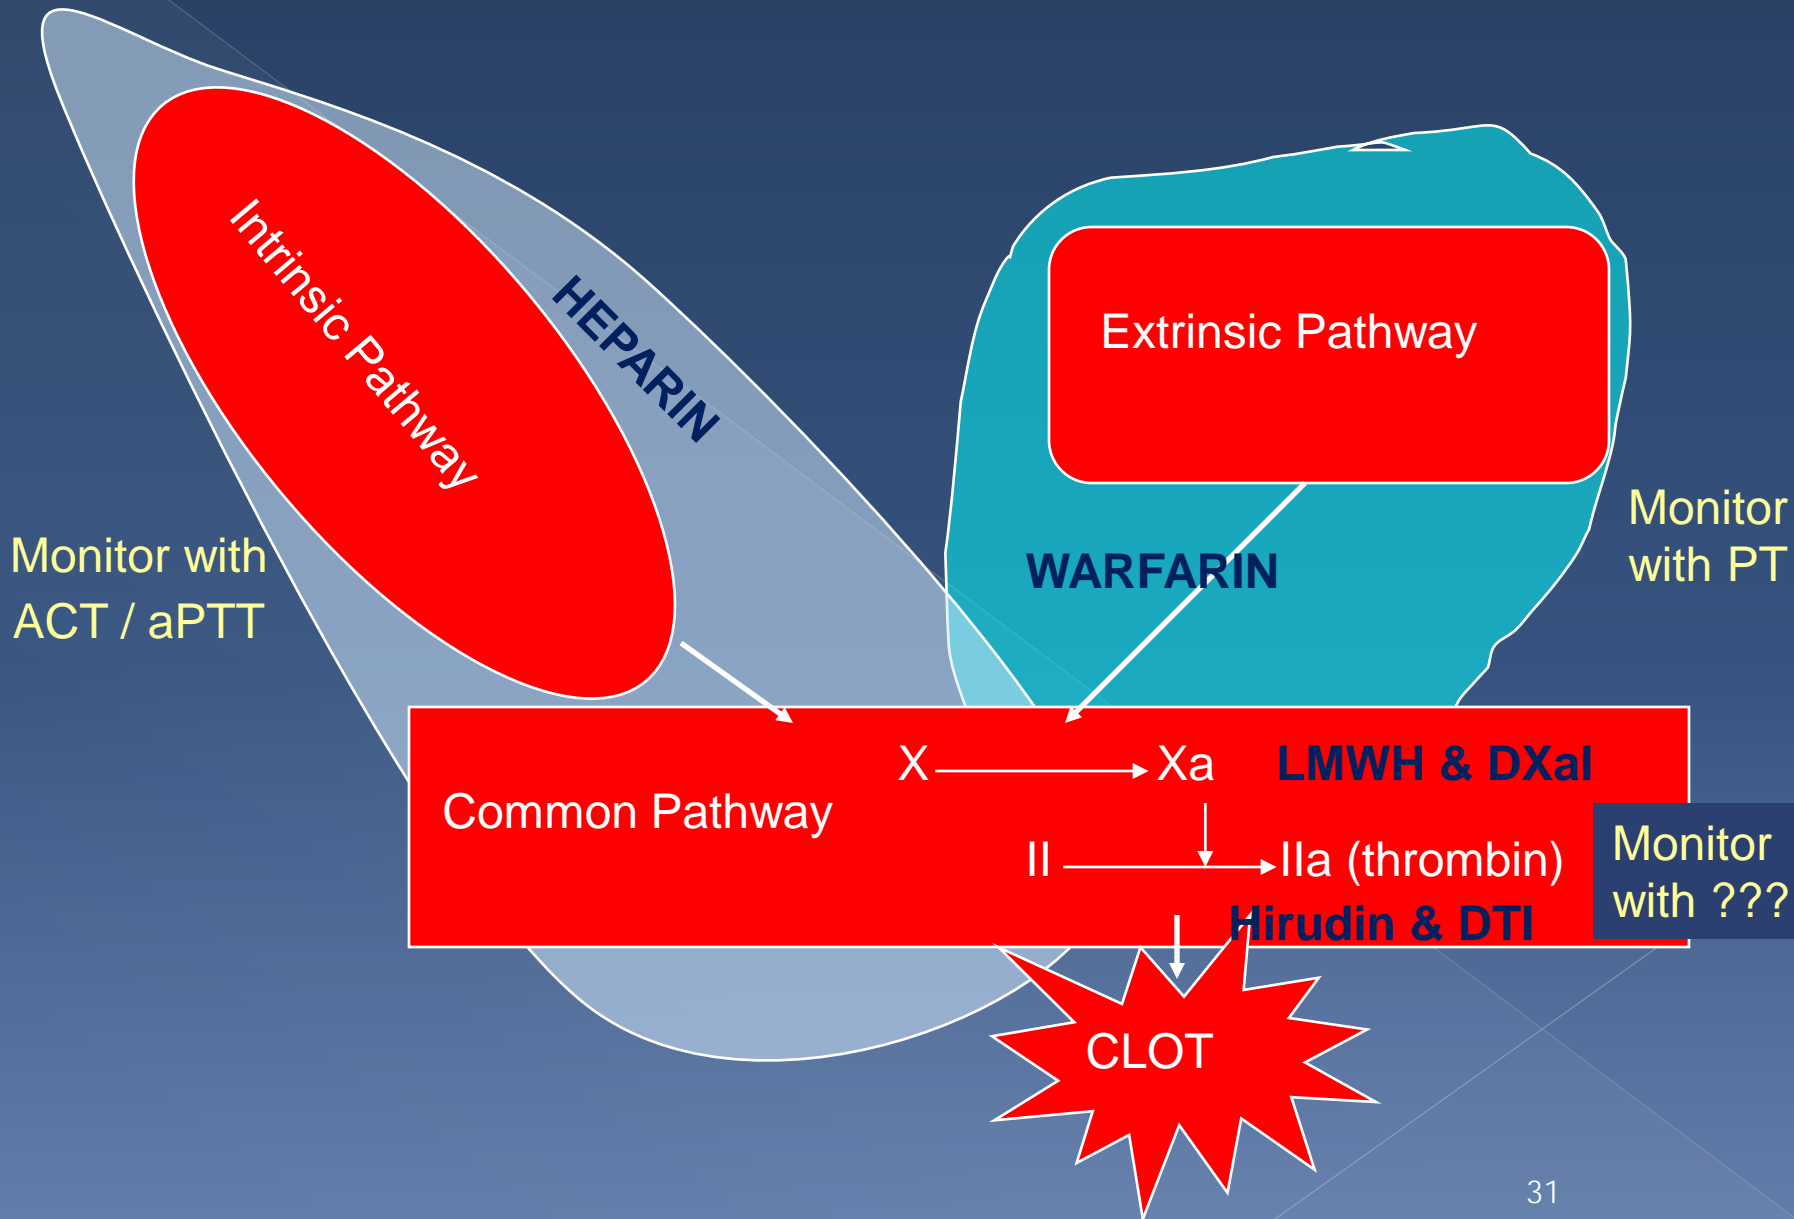 Intrinsic Pathway
HEPARIN
Extrinsic Pathway
Monitor with
ACT / aPTT
WARFARIN
Monitor
with PT
X
Xa
LMWH & DXaI
Common Pathway
II
IIa (thrombin)
Monitor
with ???
Hirudin & DTI
CLOT
31